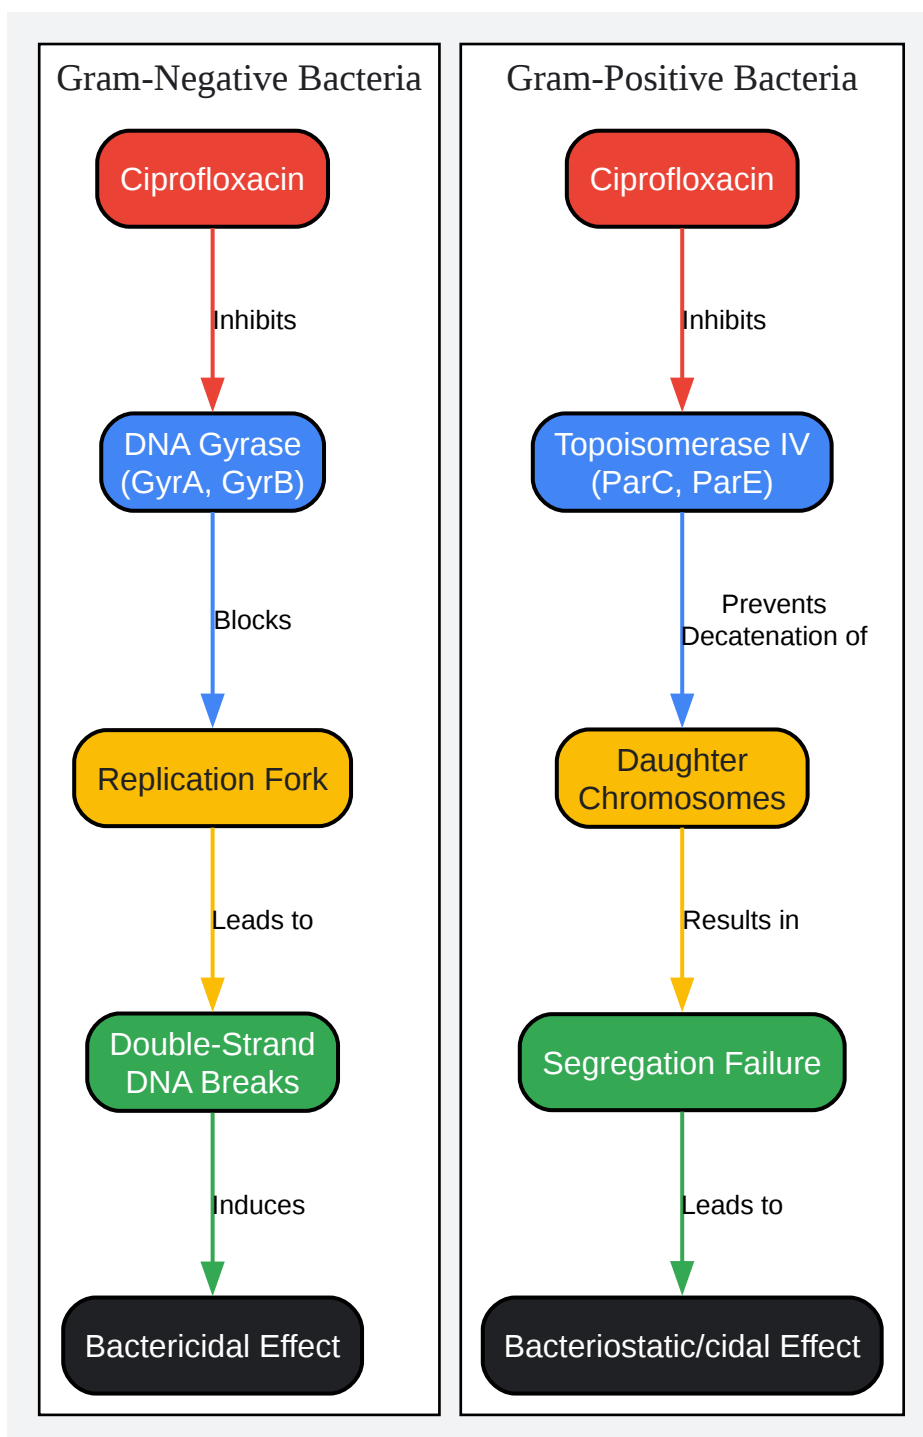 Gram-Negative Bacteria
Ciprofloxacin
Inhibits
DNA Gyrase
(GyrA, GyrB)
Blocks
Replication Fork
Leads to
Double-Strand
DNA Breaks
Induces
Bactericidal Effect
Gram-Positive Bacteria
Ciprofloxacin
Inhibits
Topoisomerase IV
(ParC, ParE)
Prevents
Decatenation of
Daughter
Chromosomes
Results in
Segregation Failure
Leads to
Bacteriostatic/cidal Effect